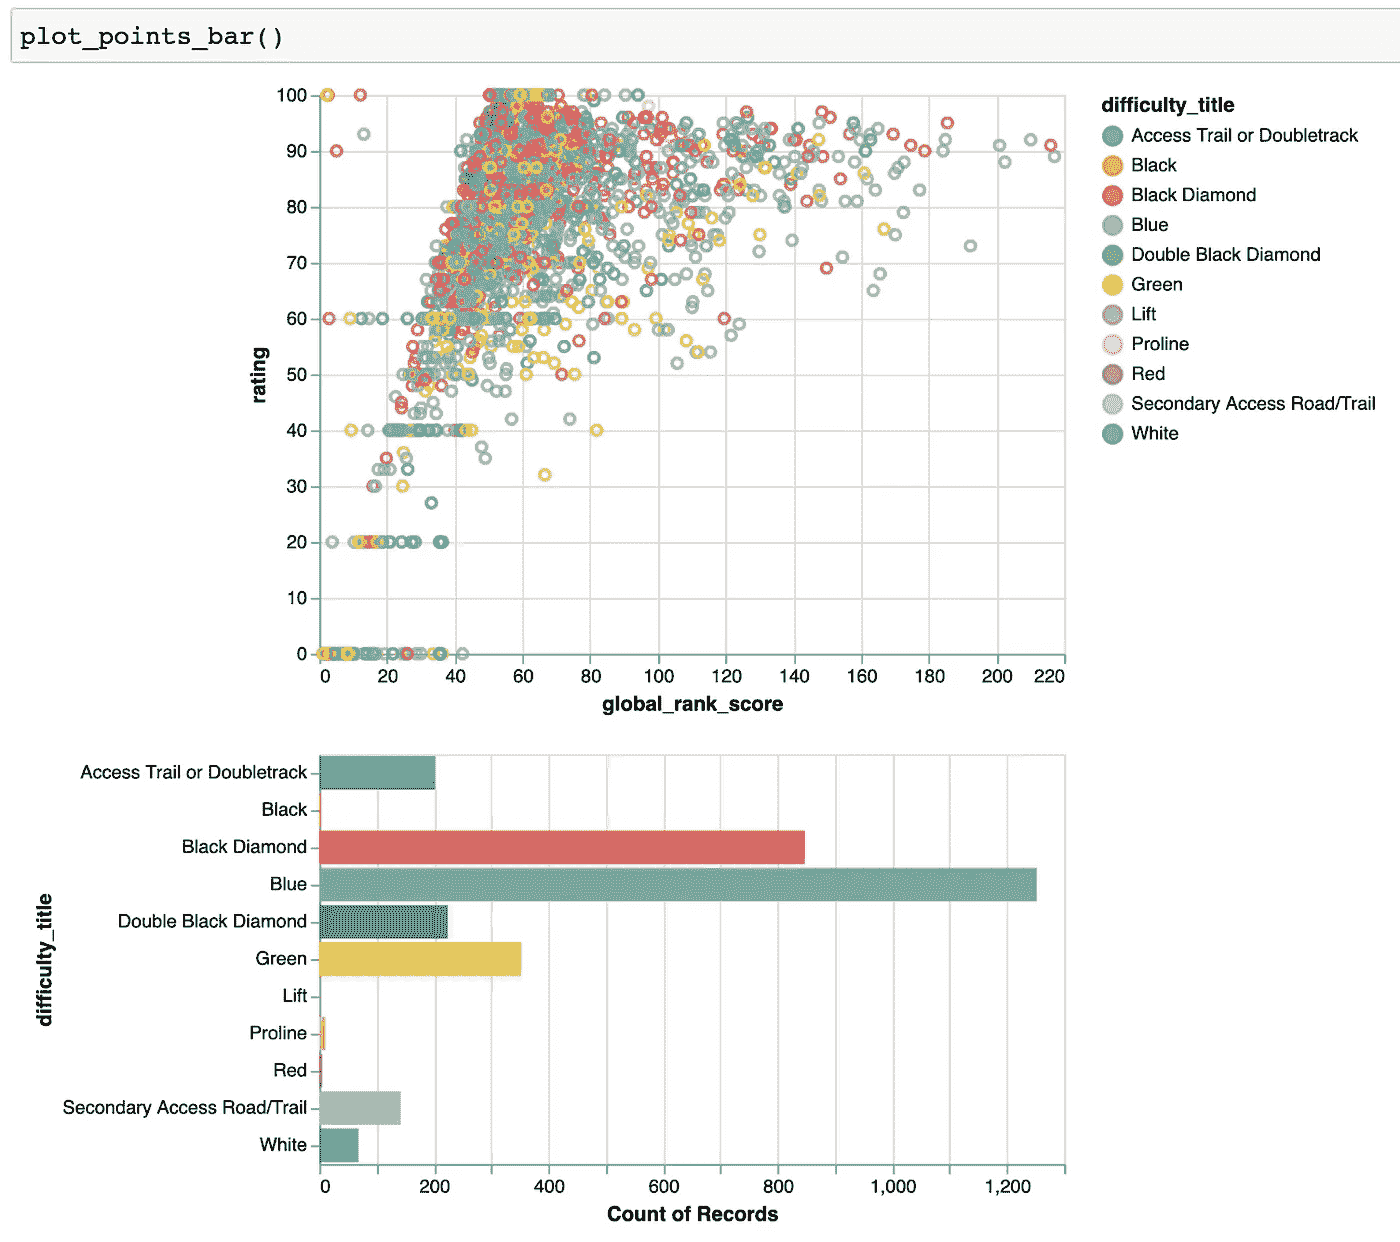 plot_points_bar()
100
90
80
70
60
50
40
30
20
10
0
rating
0 20 40 60 80 100 120 140 160 180 200 220
global_rank_score
difficulty_title
Access Trail or Doubletrack
Black
Black Diamond
Blue
Double Black Diamond
Green
Lift
Proline
Red
Secondary Access Road/Trail
White
difficulty_title
Access Trail or Doubletrack
Black
Black Diamond
Blue
Double Black Diamond
Green
Lift
Proline
Red
Secondary Access Road/Trail
White
0 200 400 600 800 1,000 1,200
Count of Records